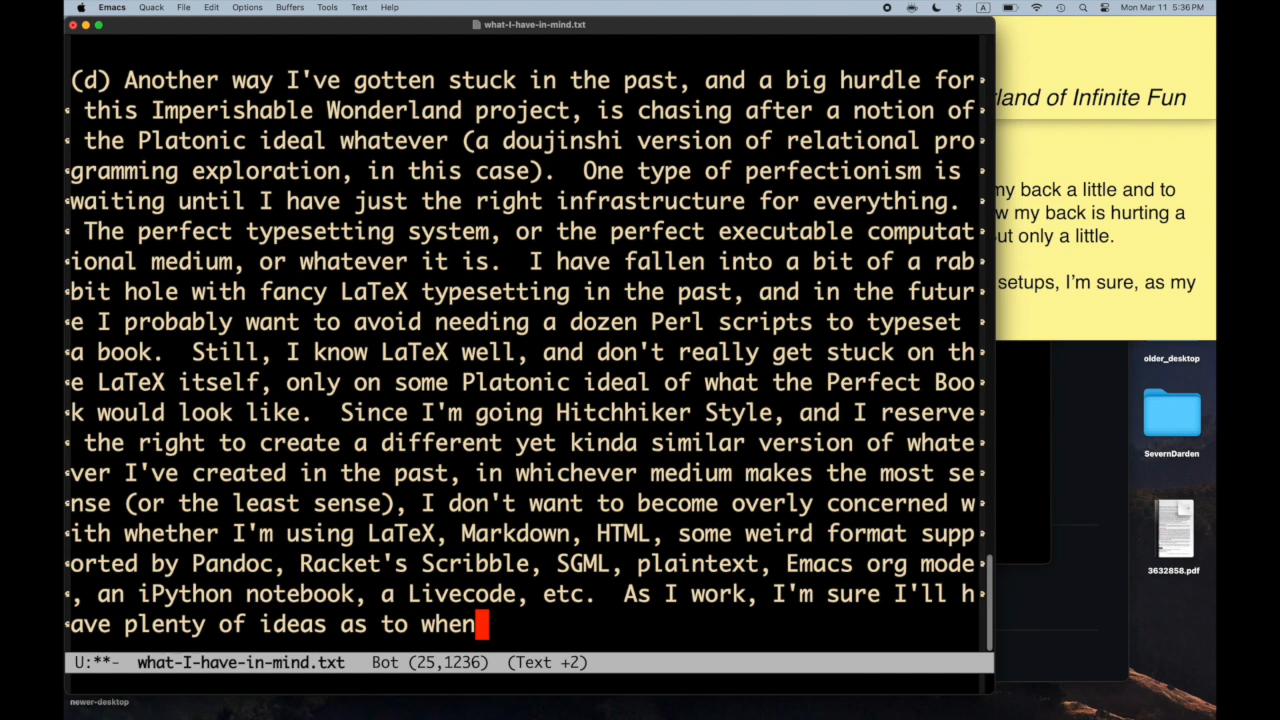 Emacs Quack File Edit Options Buffers Tools Text Help
A
Mon Mar 11 5:36 PM
what-I-have-in-mind.txt
(d) Another way I've gotten stuck in the past, and a big hurdle for
this Imperishable Wonderland project, is chasing after a notion of
the Platonic ideal whatever (a doujinshi version of relational pro
gramming exploration, in this case).  One type of perfectionism is
waiting until I have just the right infrastructure for everything.
The perfect typesetting system, or the perfect executable computat
ional medium, or whatever it is.  I have fallen into a bit of a rab
bit hole with fancy LaTeX typesetting in the past, and in the futur
e I probably want to avoid needing a dozen Perl scripts to typeset
a book.  Still, I know LaTeX well, and don't really get stuck on th
e LaTeX itself, only on some Platonic ideal of what the Perfect Boo
k would look like.  Since I'm going Hitchhiker Style, and I reserve
the right to create a different yet kinda similar version of whate
ver I've created in the past, in whichever medium makes the most se
nse (or the least sense), I don't want to become overly concerned w
ith whether I'm using LaTeX, Markdown, HTML, some weird format supp
orted by Pandoc, Racket's Scribble, SGML, plaintext, Emacs org mode
, an iPython notebook, a Livecode, etc.  As I work, I'm sure I'll h
ave plenty of ideas as to when
U:**- what-I-have-in-mind.txt Bot (25,1236) (Text +2)
newer-desktop
land of Infinite Fun
my back a little and to
w my back is hurting a
ut only a little.
setups, I'm sure, as my
older_desktop
SevernDarden
3632858.pdf